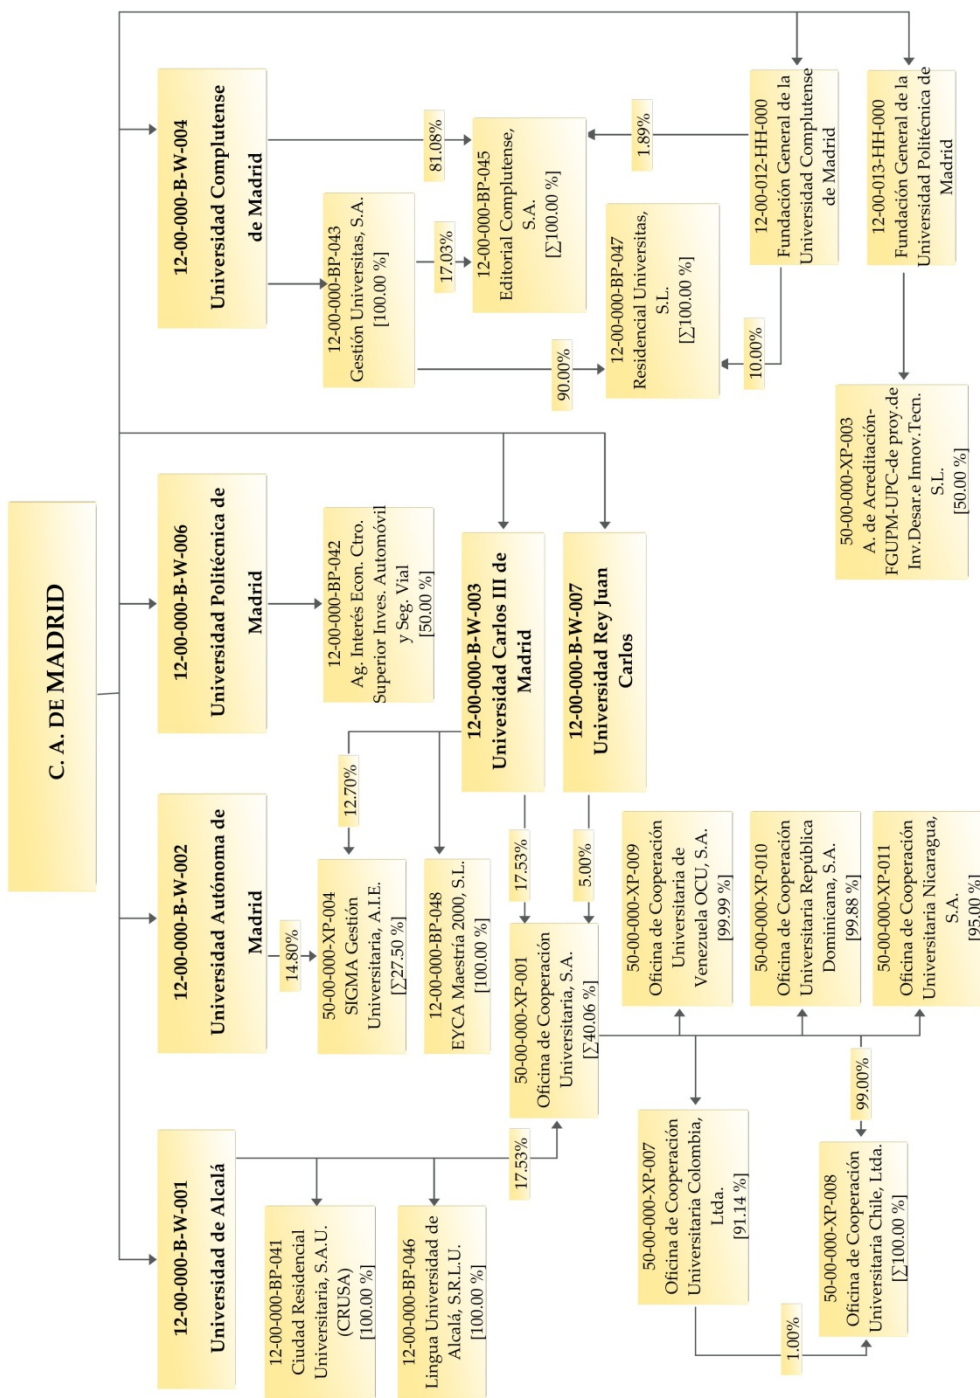 C. A. DE MADRID
12-00-000-B-W-001
Universidad de Alcalá
12-00-000-B-W-002
Universidad Autónoma de
Madrid
12-00-000-B-W-006
Universidad Politécnica de
Madrid
12-00-000-B-W-004
Universidad Complutense
de Madrid
12-00-000-BP-041
Ciudad Residencial
Universitaria, S.A.U.
(CRUSA)
[100.00 %]
12-00-000-BP-046
Lingua Universidad de
Alcalá, S.R.L.U.
[100.00 %]
17.53%
14.80%
50-00-000-XP-004
SIGMA Gestión
Universitaria, A.I.E.
[∑27.50 %]
12.70%
12-00-000-BP-048
EYCA Maestría 2000, S.L.
[100.00 %]
12-00-000-BP-042
Ag. Interés Econ. Ctro.
Superior Inves. Automóvil
y Seg. Vial
[50.00 %]
12-00-000-B-W-003
Universidad Carlos III de
Madrid
12-00-000-B-W-007
Universidad Rey Juan
Carlos
17.53%
5.00%
50-00-000-XP-001
Oficina de Cooperación
Universitaria, S.A.
[∑40.06 %]
12-00-000-BP-043
Gestión Universitas, S.A.
[100.00 %]
81.08%
17.03%
12-00-000-BP-045
Editorial Complutense,
S.A.
[∑100.00 %]
90.00%
12-00-000-BP-047
Residencial Universitas,
S.L.
[∑100.00 %]
1.89%
10.00%
12-00-012-HH-000
Fundación General de la
Universidad Complutense
de Madrid
12-00-013-HH-000
Fundación General de la
Universidad Politécnica de
Madrid
50-00-000-XP-003
A. de Acreditación-
FGUPM-UPC-de proy.de
Inv.Desar.e Innov.Tecn.
S.L.
[50.00 %]
50-00-000-XP-009
Oficina de Cooperación
Universitaria de
Venezuela OCU, S.A.
[99.99 %]
50-00-000-XP-010
Oficina de Cooperación
Universitaria República
Dominicana, S.A.
[99.88 %]
50-00-000-XP-011
Oficina de Cooperación
Universitaria Nicaragua,
S.A.
[95.00 %]
50-00-000-XP-007
Oficina de Cooperación
Universitaria Colombia,
Ltda.
[91.14 %]
99.00%
50-00-000-XP-008
Oficina de Cooperación
Universitaria Chile, Ltda.
[∑100.00 %]
1.00%